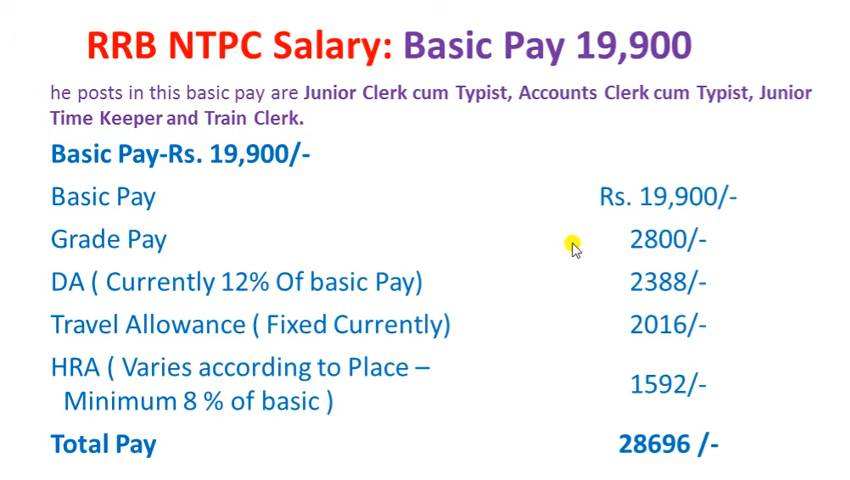 RRB NTPC Salary: Basic Pay 19,900
he posts in this basic pay are Junior Clerk cum Typist, Accounts Clerk cum Typist, Junior
Time Keeper and Train Clerk.
Basic Pay-Rs. 19,900/-
Basic Pay Rs. 19,900/-
Grade Pay 2800/-
DA ( Currently 12% Of basic Pay) 2388/-
Travel Allowance ( Fixed Currently) 2016/-
HRA ( Varies according to Place –
Minimum 8 % of basic ) 1592/-
Total Pay 28696 /-